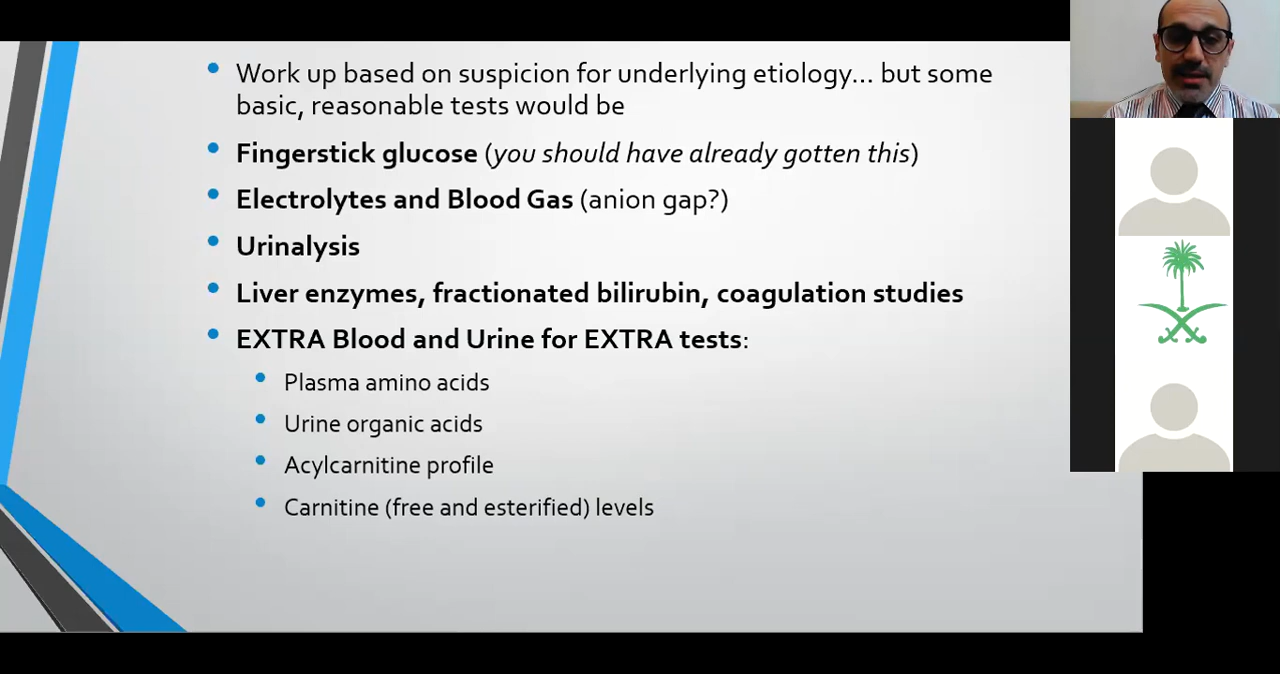 Work up based on suspicion for underlying etiology... but some
basic, reasonable tests would be
Fingerstick glucose (you should have already gotten this)
Electrolytes and Blood Gas (anion gap?)
Urinalysis
Liver enzymes, fractionated bilirubin, coagulation studies
EXTRA Blood and Urine for EXTRA tests:
Plasma amino acids
Urine organic acids
Acylcarnitine profile
Carnitine (free and esterified) levels